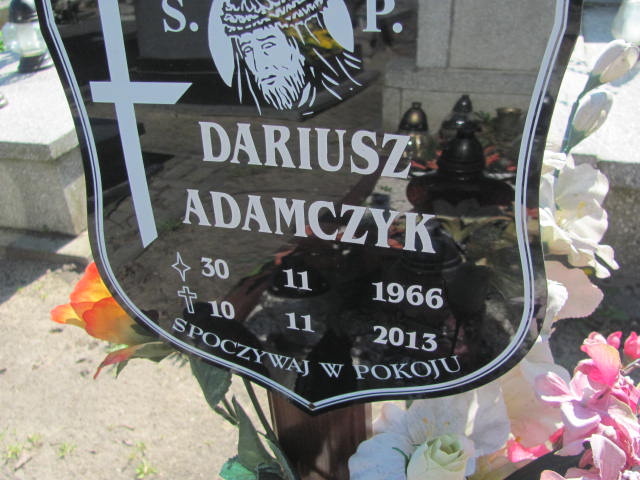 S. P.
DARIUSZ
ADAMCZYK
30 11 1966
10 11 2013
SPOCZYWAJ W POKOJU